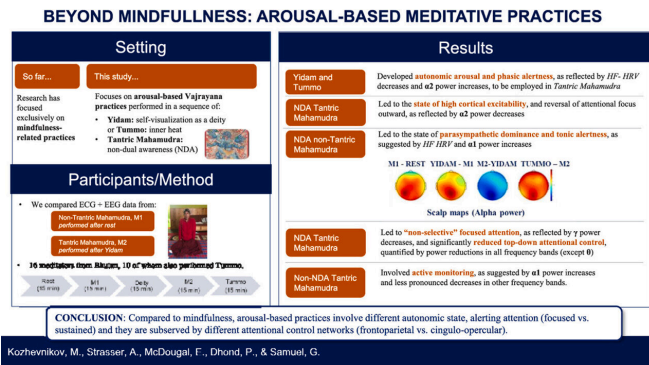 BEYOND MINDFULLNESS: AROUSAL-BASED MEDITATIVE PRACTICES
Setting
So far...
This study...
Research has
focused
exclusively on
mindfulness-
related practices
Focuses on arousal-based Vajrayana
practices performed in a sequence of:
• Yidam: self-visualization as a deity
or Tummo: inner heat
• Tantric Mahamudra:
non-dual awareness (NDA)
Participants/Method
• We compared ECG + EEG data from:
Non-Trantric Mahamudra, M1
performed after rest
Tantric Mahamudra, M2
performed after Yidam
• 16 meditators from Bhutan, 10 of whom also performed Tummo.
Rest
(15 min)
M1
(15 min)
Deity
(15 min)
M2
(15 min)
Tummo
(15 min)
Results
Yidam and
Tummo
Developed autonomic arousal and phasic alertness, as reflected by HF- HRV
decreases and α2 power increases, to be employed in Tantric Mahamudra
NDA Tantric
Mahamudra
Led to the state of high cortical excitability, and reversal of attentional focus
outward, as reflected by α2 power decreases
NDA non-Tantric
Mahamudra
Led to the state of parasympathetic dominance and tonic alertness, as
suggested by HF HRV and α1 power increases
M1 - REST YIDAM - M1 M2-YIDAM TUMMO – M2
Scalp maps (Alpha power)
NDA Tantric
Mahamudra
Led to “non-selective” focused attention, as reflected by γ power
decreases, and significantly reduced top-down attentional control,
quantified by power reductions in all frequency bands (except θ)
Non-NDA Tantric
Mahamudra
Involved active monitoring, as suggested by α1 power increases
and less pronounced decreases in other frequency bands.
CONCLUSION: Compared to mindfulness, arousal-based practices involve different autonomic state, alerting attention (focused vs.
sustained) and they are subserved by different attentional control networks (frontoparietal vs. cingulo-opercular).
Kozhevnikov, M., Strasser, A., McDougal, E., Dhond, P., & Samuel, G.